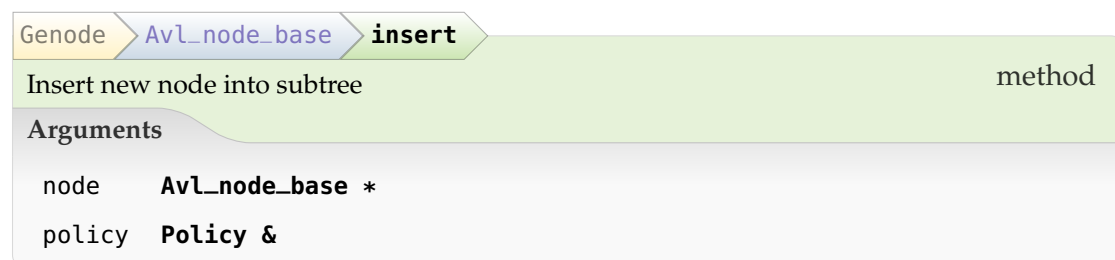 Genode Avl_node_base insert
Insert new node into subtree method
Arguments
node Avl_node_base *
policy Policy &